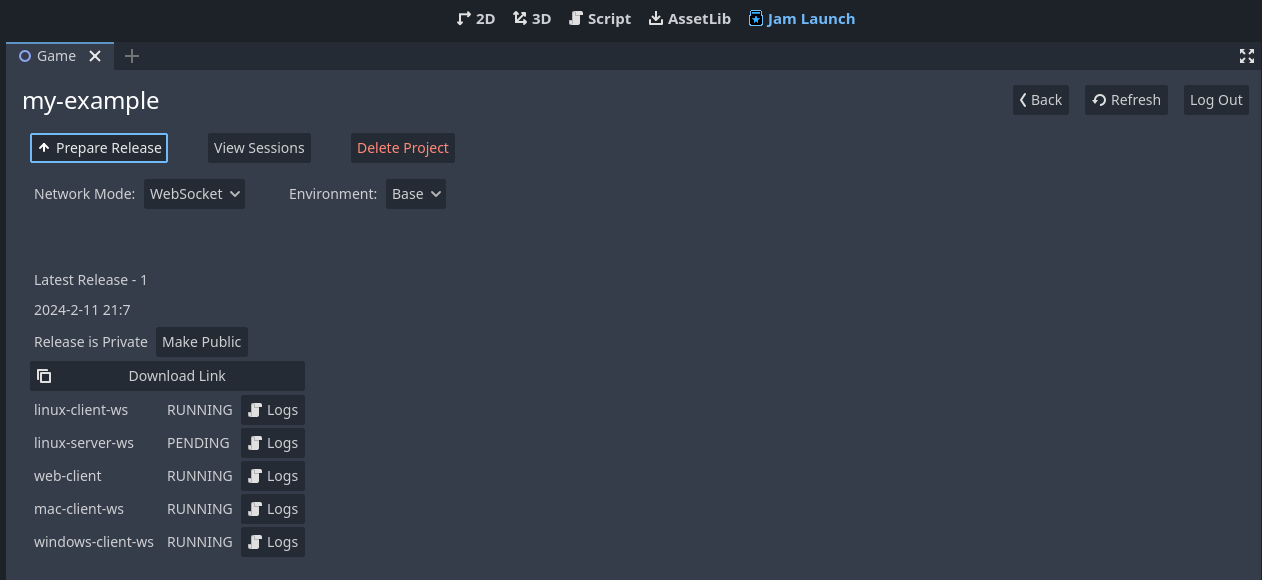 2D 3D Script AssetLib Jam Launch
Game
my-example
Back Refresh Log Out
Prepare Release View Sessions Delete Project
Network Mode: WebSocket Environment: Base
Latest Release - 1
2024-2-11 21:7
Release is Private Make Public
Download Link
linux-client-ws RUNNING Logs
linux-server-ws PENDING Logs
web-client RUNNING Logs
mac-client-ws RUNNING Logs
windows-client-ws RUNNING Logs